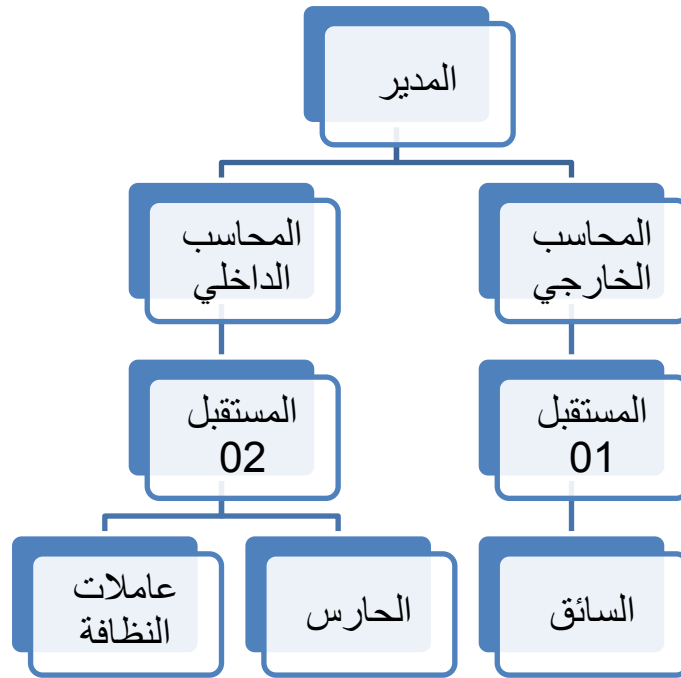 المدير
المحاسب
الخارجي
المحاسب
الداخلي
المستقبل
01
المستقبل
02
السائق
الحارس
عاملات
النظافة